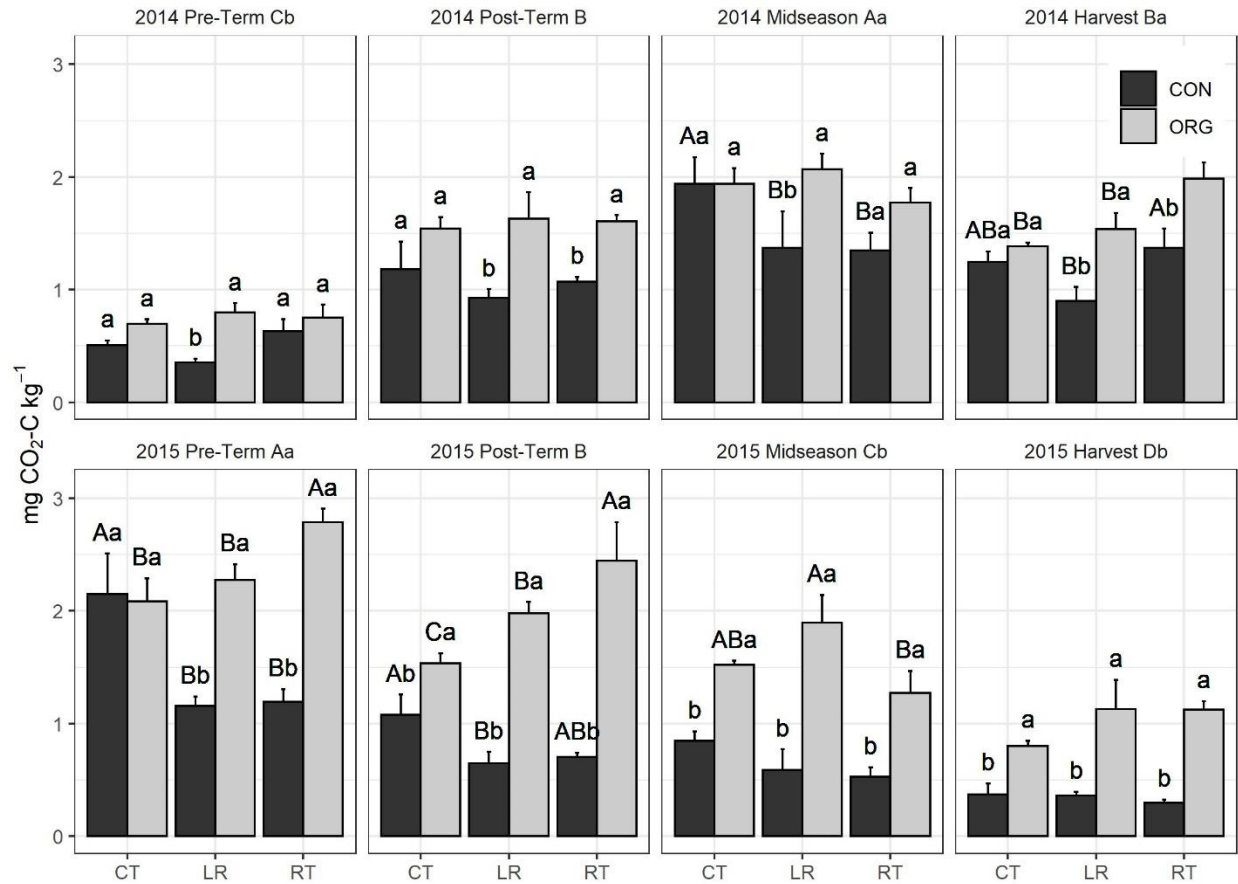 2014 Pre-Term Cb
2014 Post-Term B
2014 Midseason Aa
2014 Harvest Ba
mg CO₂-C kg⁻¹
3
2
1
0
a
a
b
a
a
a
a
a
b
a
b
a
Aa
a
Bb
a
Ba
a
ABa
Ba
Bb
Ba
Ab
CON
ORG
2015 Pre-Term Aa
2015 Post-Term B
2015 Midseason Cb
2015 Harvest Db
3
2
1
0
Aa
Ba
Bb
Ba
Bb
Aa
Ab
Ca
Bb
Ba
ABb
Aa
b
ABa
b
Aa
b
Ba
b
a
b
a
b
a
CT LR RT
CT LR RT
CT LR RT
CT LR RT